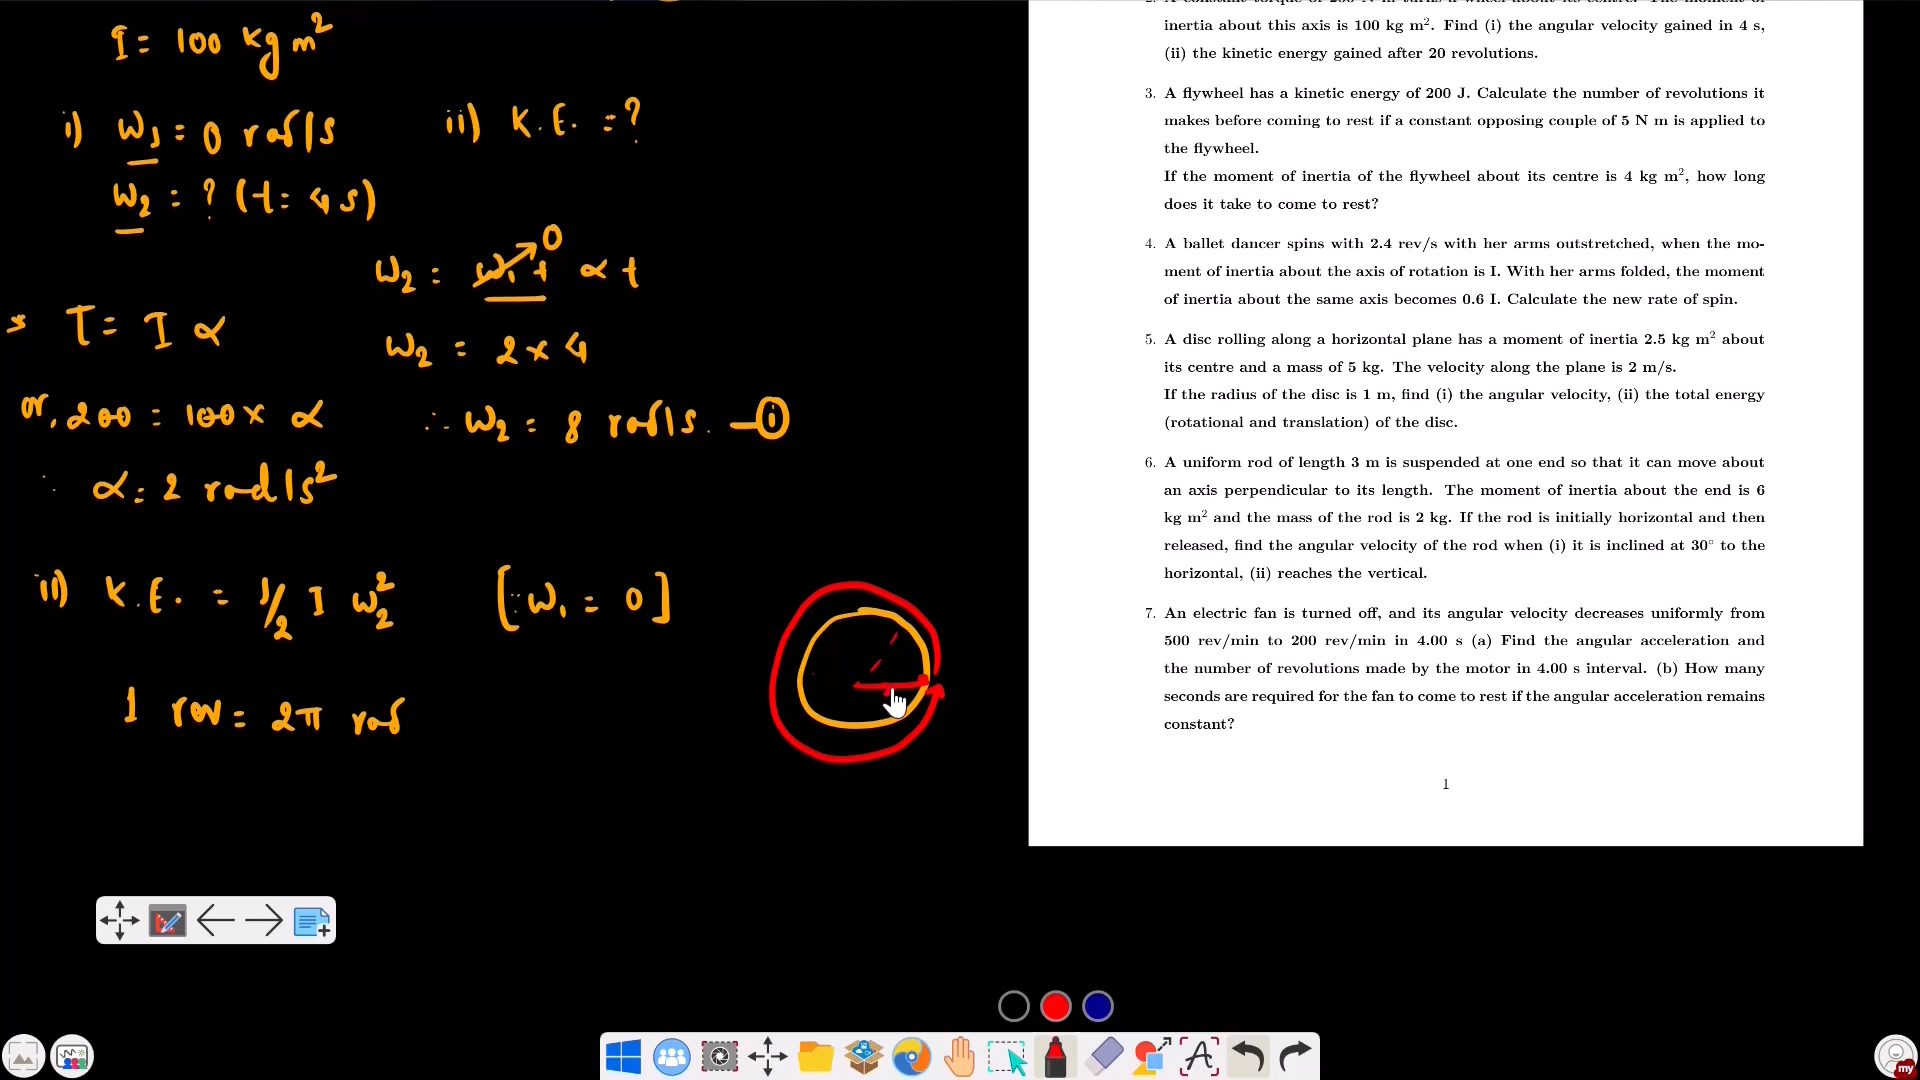 I = 100 kg m²
i) ω₁ = 0 rad/s
ii) K.E. = ?
ω₂ = ? (t = 4 s)
ω₂ = ω₁ + α t
0
τ = I α
ω₂ = 2 × 4
or, 200 = 100 × α
∴ ω₂ = 8 rad/s. — (i)
∴ α = 2 rad/s²
ii) K.E. = 1/2 I ω₂² [∵ ω₁ = 0]
1 rev = 2π rad
inertia about this axis is 100 kg m². Find (i) the angular velocity gained in 4 s,
(ii) the kinetic energy gained after 20 revolutions.
3. A flywheel has a kinetic energy of 200 J. Calculate the number of revolutions it
makes before coming to rest if a constant opposing couple of 5 N m is applied to
the flywheel.
If the moment of inertia of the flywheel about its centre is 4 kg m², how long
does it take to come to rest?
4. A ballet dancer spins with 2.4 rev/s with her arms outstretched, when the mo-
ment of inertia about the axis of rotation is I. With her arms folded, the moment
of inertia about the same axis becomes 0.6 I. Calculate the new rate of spin.
5. A disc rolling along a horizontal plane has a moment of inertia 2.5 kg m² about
its centre and a mass of 5 kg. The velocity along the plane is 2 m/s.
If the radius of the disc is 1 m, find (i) the angular velocity, (ii) the total energy
(rotational and translation) of the disc.
6. A uniform rod of length 3 m is suspended at one end so that it can move about
an axis perpendicular to its length. The moment of inertia about the end is 6
kg m² and the mass of the rod is 2 kg. If the rod is initially horizontal and then
released, find the angular velocity of the rod when (i) it is inclined at 30° to the
horizontal, (ii) reaches the vertical.
7. An electric fan is turned off, and its angular velocity decreases uniformly from
500 rev/min to 200 rev/min in 4.00 s (a) Find the angular acceleration and
the number of revolutions made by the motor in 4.00 s interval. (b) How many
seconds are required for the fan to come to rest if the angular acceleration remains
constant?
1
my